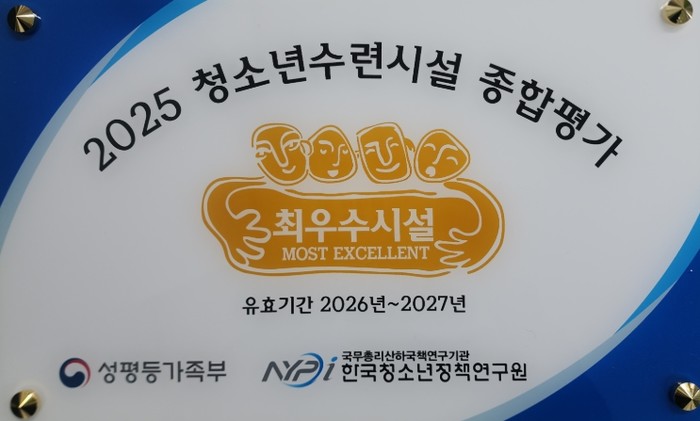 2025 청소년수련시설 종합평가
최우수시설
MOST EXCELLENT
유효기간 2026년~2027년
성평등가족부
NYPi
국무총리산하국책연구기관
한국청소년정책연구원